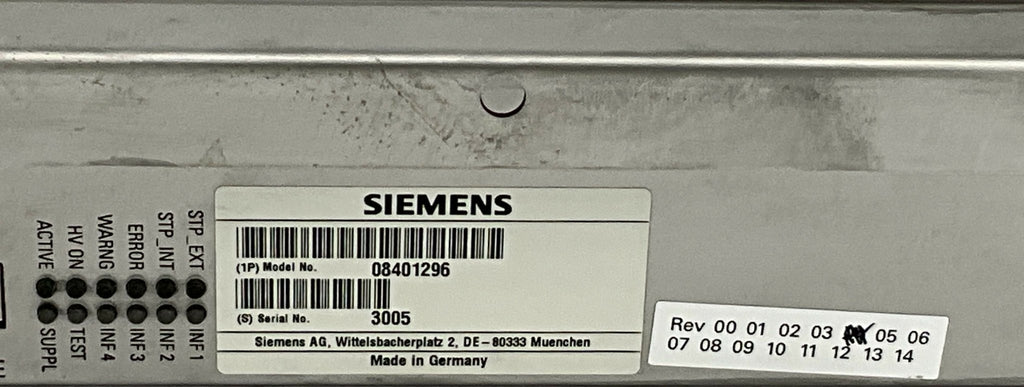 SIEMENS
(1P) Model No. 08401296
(S) Serial No. 3005
Siemens AG, Wittelsbacherplatz 2, DE-80333 Muenchen
Made in Germany
ACTIVE
HV ON
WARNG
ERROR
STP_INT
STP_EXT
SUPPL
TEST
INF 4
INF 3
INF 2
INF 1
Rev 00 01 02 03 05 06
07 08 09 10 11 12 13 14